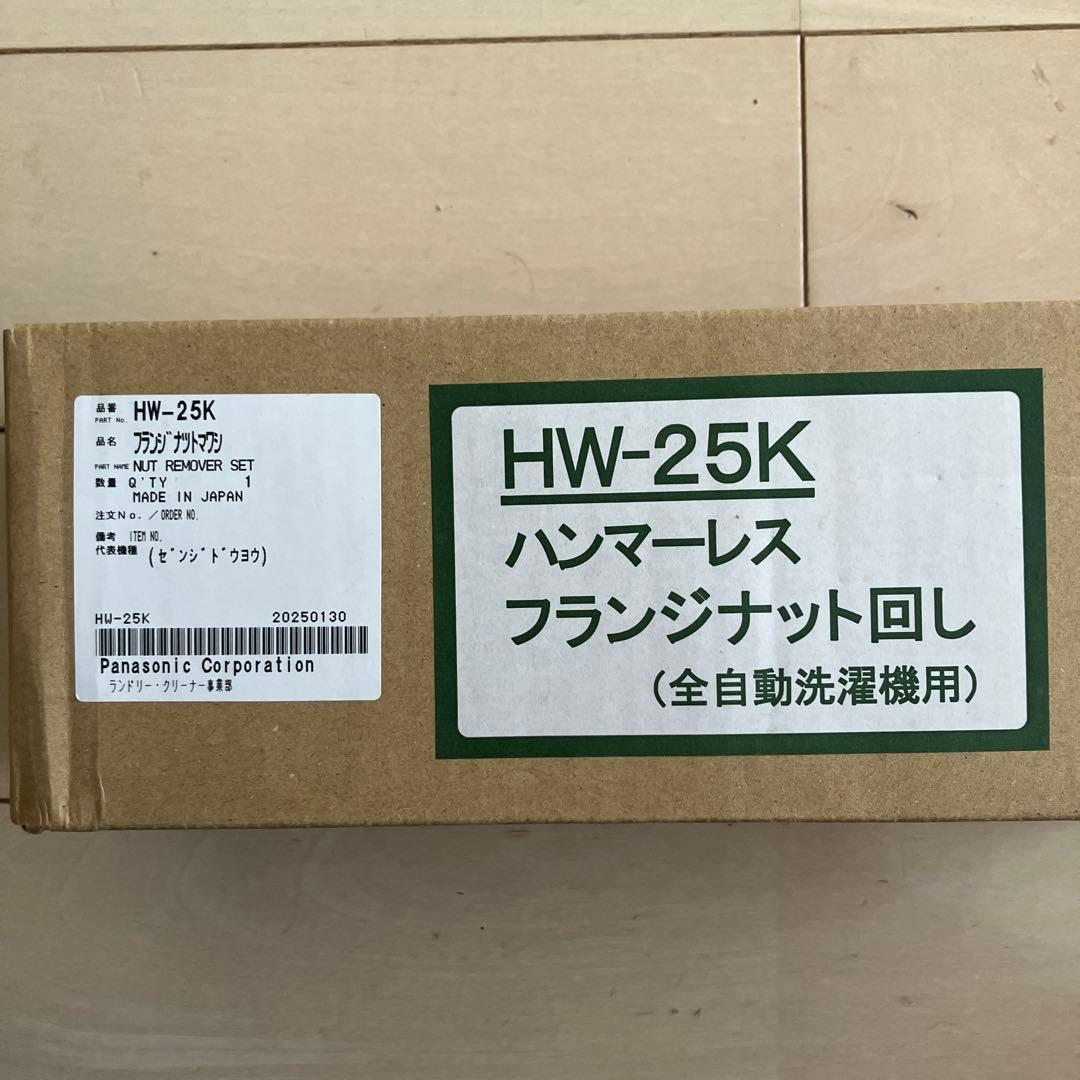 品番 HW-25K
PART No.
品名 フランジナツトマワシ
PART NAME NUT REMOVER SET
数量 Q'TY 1
MADE IN JAPAN
注文No. /ORDER NO.
備考 ITEM NO.
代表機種 (ゼンジドウヨウ)
HW-25K 20250130
Panasonic Corporation
ランドリー・クリーナー事業部
HW-25K
ハンマーレス
フランジナット回し
(全自動洗濯機用)